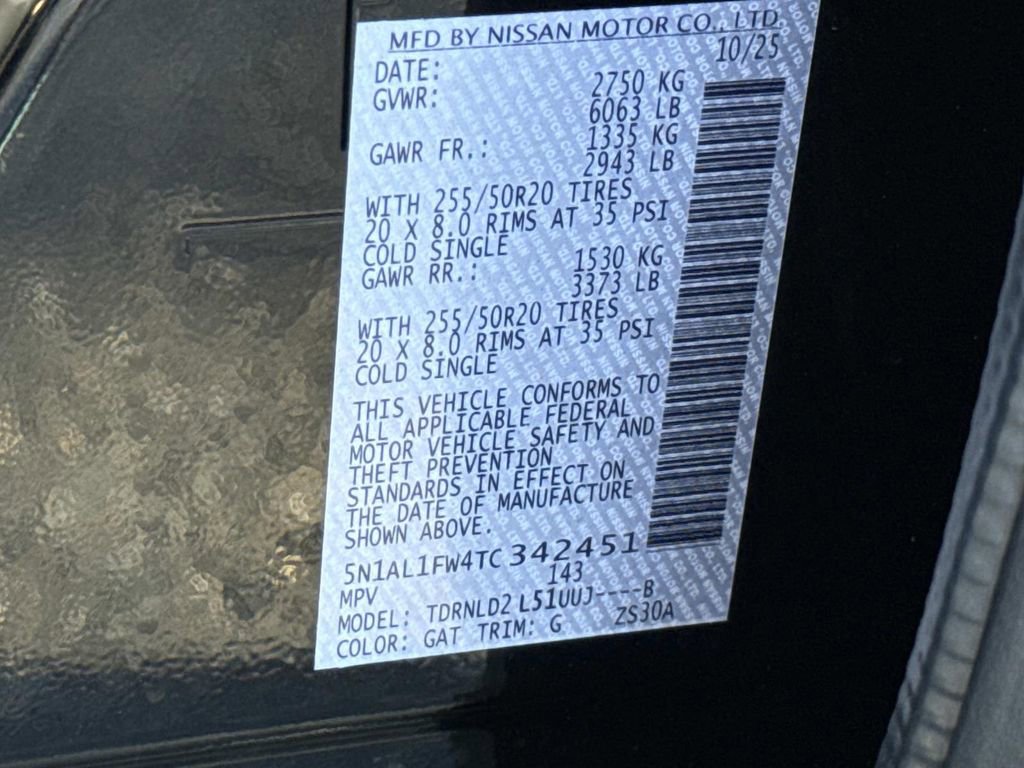 MFD BY NISSAN MOTOR CO., LTD.
DATE: 10/25
GVWR: 2750 KG
6063 LB
GAWR FR.: 1335 KG
2943 LB
WITH 255/50R20 TIRES
20 X 8.0 RIMS AT 35 PSI
COLD SINGLE
GAWR RR.: 1530 KG
3373 LB
WITH 255/50R20 TIRES
20 X 8.0 RIMS AT 35 PSI
COLD SINGLE
THIS VEHICLE CONFORMS TO
ALL APPLICABLE FEDERAL
MOTOR VEHICLE SAFETY AND
THEFT PREVENTION
STANDARDS IN EFFECT ON
THE DATE OF MANUFACTURE
SHOWN ABOVE.
5N1AL1FW4TC342451
MPV 143
MODEL: TDRNLD2 L51UUJ----B
COLOR: GAT TRIM: G ZS30A